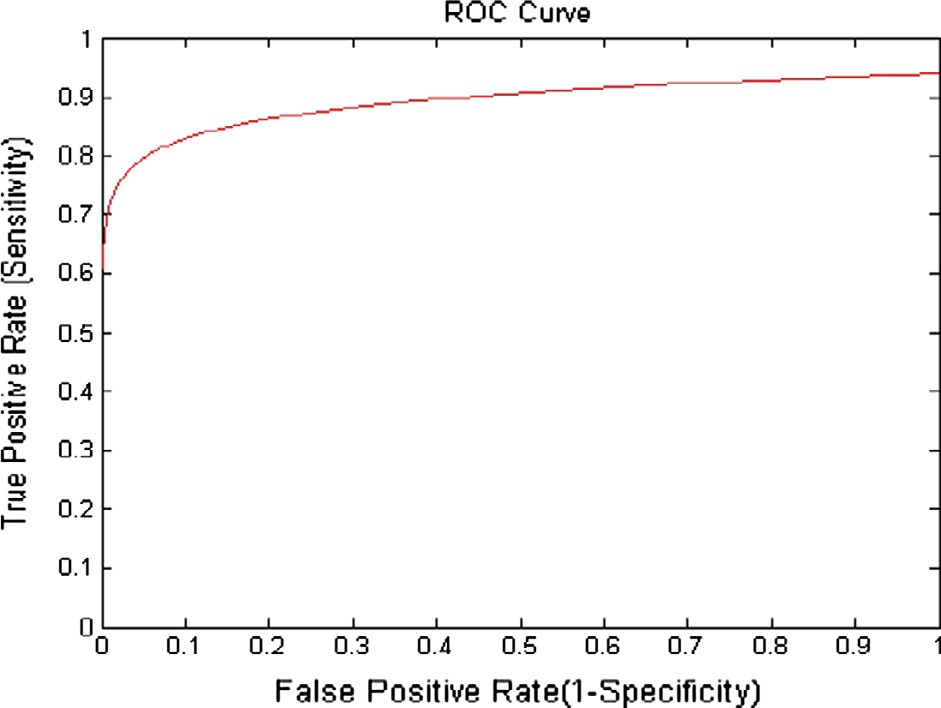 ROC Curve
1
0.9
0.8
0.7
0.6
0.5
0.4
0.3
0.2
0.1
0
0 0.1 0.2 0.3 0.4 0.5 0.6 0.7 0.8 0.9 1
True Positive Rate (Sensitivity)
False Positive Rate(1-Specificity)